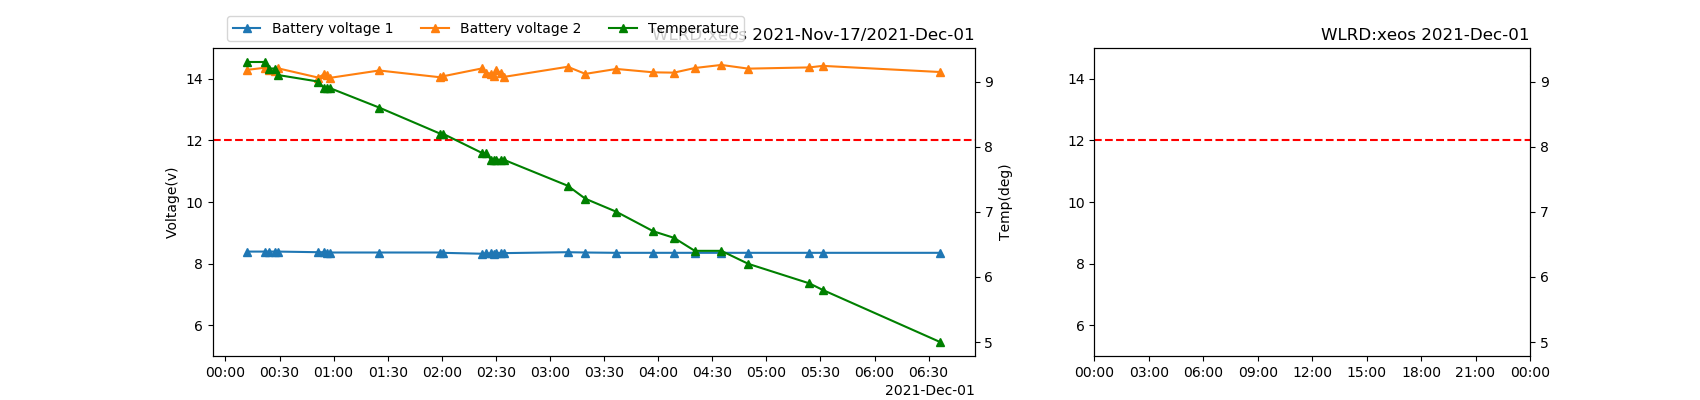 Battery voltage 1 Battery voltage 2 Temperature
WLRD:xeos 2021-Nov-17/2021-Dec-01
WLRD:xeos 2021-Dec-01
14
12
10
8
6
Voltage(v)
9
8
7
6
5
Temp(deg)
00:00 00:30 01:00 01:30 02:00 02:30 03:00 03:30 04:00 04:30 05:00 05:30 06:00 06:30
2021-Dec-01
14
12
10
8
6
9
8
7
6
5
00:00 03:00 06:00 09:00 12:00 15:00 18:00 21:00 00:00